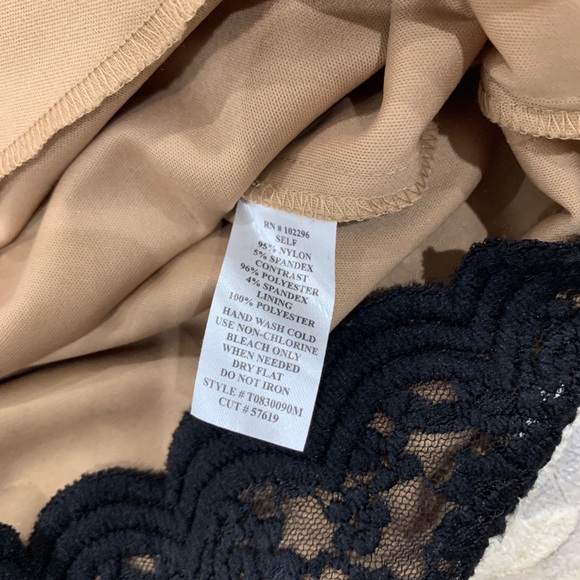 RN # 102296
SELF
95% NYLON
5% SPANDEX
CONTRAST
96% POLYESTER
4% SPANDEX
LINING
100% POLYESTER
HAND WASH COLD
USE NON-CHLORINE
BLEACH ONLY
WHEN NEEDED
DRY FLAT
DO NOT IRON
STYLE # T0830090M
CUT # 57619